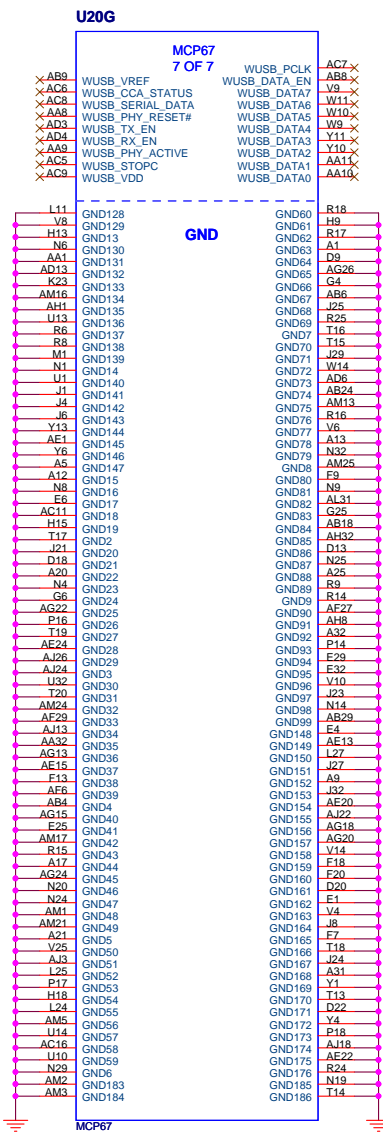 U20G
MCP67
7 OF 7
WUSB_PCLK AC7
AB9 WUSB_VREF WUSB_DATA_EN AB8
AC6 WUSB_CCA_STATUS WUSB_DATA7 V9
AC8 WUSB_SERIAL_DATA WUSB_DATA6 W11
AA8 WUSB_PHY_RESET# WUSB_DATA5 W10
AD3 WUSB_TX_EN WUSB_DATA4 W9
AD4 WUSB_RX_EN WUSB_DATA3 Y11
AA9 WUSB_PHY_ACTIVE WUSB_DATA2 Y10
AC5 WUSB_STOPC WUSB_DATA1 AA11
AC9 WUSB_VDD WUSB_DATA0 AA10
GND
L11 GND128 GND60 R18
V8 GND129 GND61 H9
H13 GND13 GND62 R17
N6 GND130 GND63 A1
AA1 GND131 GND64 D9
AD13 GND132 GND65 AG26
K23 GND133 GND66 G4
AM16 GND134 GND67 AB6
AH1 GND135 GND68 J25
U13 GND136 GND69 R25
R6 GND137 GND7 T16
R8 GND138 GND70 T15
M1 GND139 GND71 J29
N1 GND14 GND72 W14
U1 GND140 GND73 AD6
J1 GND141 GND74 AB24
J4 GND142 GND75 AM13
J6 GND143 GND76 R16
Y13 GND144 GND77 V6
AE1 GND145 GND78 A13
Y6 GND146 GND79 N32
A5 GND147 GND8 AM25
A12 GND15 GND80 F9
N8 GND16 GND81 N9
E6 GND17 GND82 AL31
AC11 GND18 GND83 G25
H15 GND19 GND84 AB18
T17 GND2 GND85 AH32
J21 GND20 GND86 D13
D18 GND21 GND87 N25
A20 GND22 GND88 A25
N4 GND23 GND89 R9
G6 GND24 GND9 R14
AG22 GND25 GND90 AF27
P16 GND26 GND91 AH8
T19 GND27 GND92 A32
AE24 GND28 GND93 P14
AJ26 GND29 GND94 E29
AJ24 GND3 GND95 E32
U32 GND30 GND96 V10
T20 GND31 GND97 J23
AM24 GND32 GND98 N14
AF29 GND33 GND99 AB29
AJ13 GND34 GND148 E4
AA32 GND35 GND149 AE13
AG13 GND36 GND150 L27
AE15 GND37 GND151 J27
F13 GND38 GND152 A9
AF6 GND39 GND153 J32
AB4 GND4 GND154 AE20
AG15 GND40 GND155 AJ22
E25 GND41 GND156 AG18
AM17 GND42 GND157 AG20
R15 GND43 GND158 V14
A17 GND44 GND159 F18
AG24 GND45 GND160 F20
N20 GND46 GND161 D20
N24 GND47 GND162 E1
AM1 GND48 GND163 V4
AM21 GND49 GND164 J8
A21 GND5 GND165 F7
V25 GND50 GND166 T18
AJ3 GND51 GND167 J24
L25 GND52 GND168 A31
P17 GND53 GND169 Y1
H18 GND54 GND170 T13
L24 GND55 GND171 D22
AM5 GND56 GND172 Y4
U14 GND57 GND173 P18
AC16 GND58 GND174 AJ18
U10 GND59 GND175 AE22
N29 GND6 GND176 R24
AM2 GND183 GND185 N19
AM3 GND184 GND186 T14
MCP67